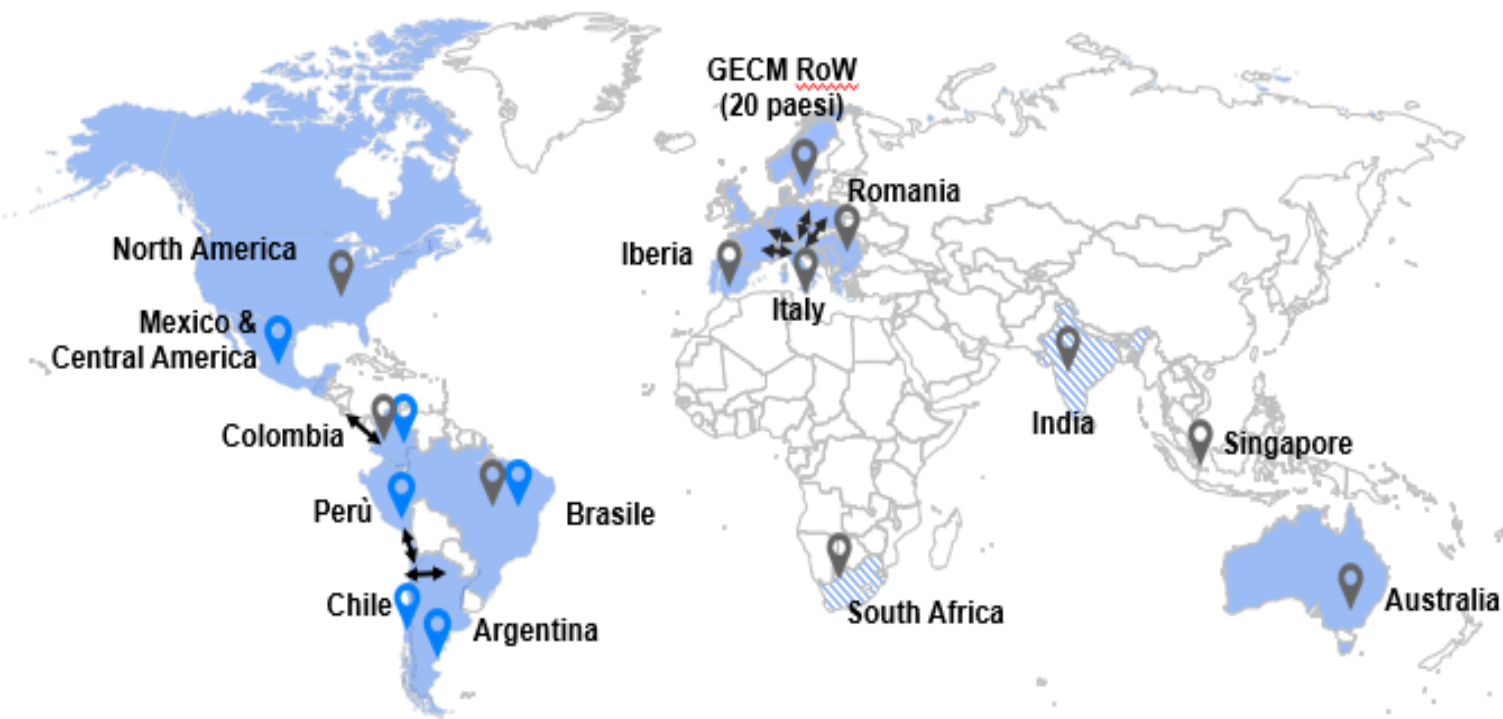 GECM RoW
(20 paesi)
Romania
North America
Iberia
Italy
Mexico &
Central America
Colombia
India
Singapore
Perù
Brasile
Chile
Argentina
South Africa
Australia